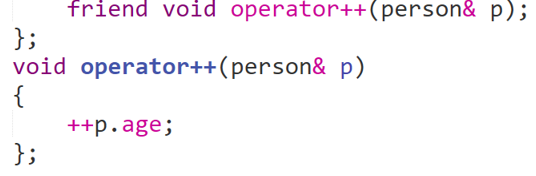 friend void operator++(person& p);
};
void operator++(person& p)
{
++p.age;
};